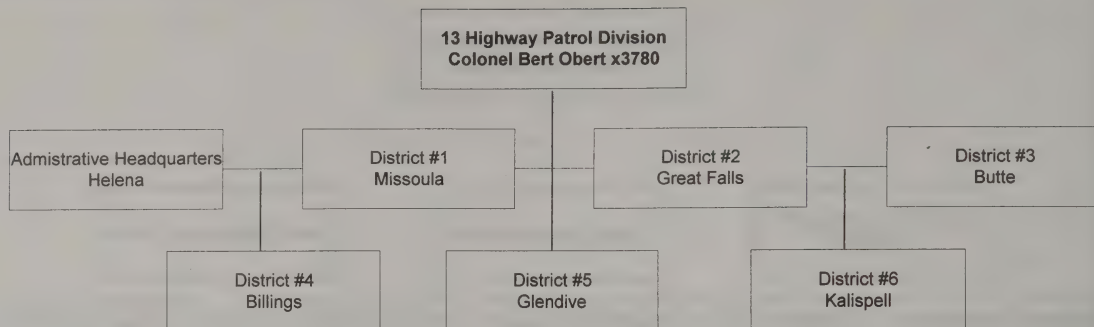 13 Highway Patrol Division
Colonel Bert Obert x3780
Admistrative Headquarters
Helena
District #1
Missoula
District #2
Great Falls
District #3
Butte
District #4
Billings
District #5
Glendive
District #6
Kalispell